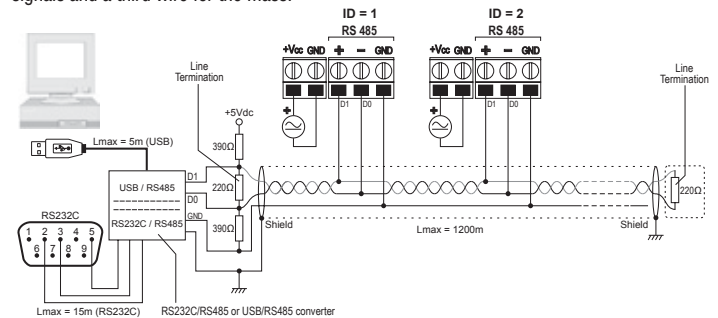 signals and a third wire for the mass.
ID = 1
RS 485
+Vcc GND + − GND
D1 D0
ID = 2
RS 485
+Vcc GND + − GND
D1 D0
Line
Termination
Line
Termination
+5Vdc
+
+
Lmax = 5m (USB)
390Ω
220Ω
390Ω
220Ω
D1
D0
GND
USB / RS485
RS232C / RS485
Shield
Shield
Lmax = 1200m
RS232C
1 2 3 4 5
6 7 8 9
Lmax = 15m (RS232C)
RS232C/RS485 or USB/RS485 converter